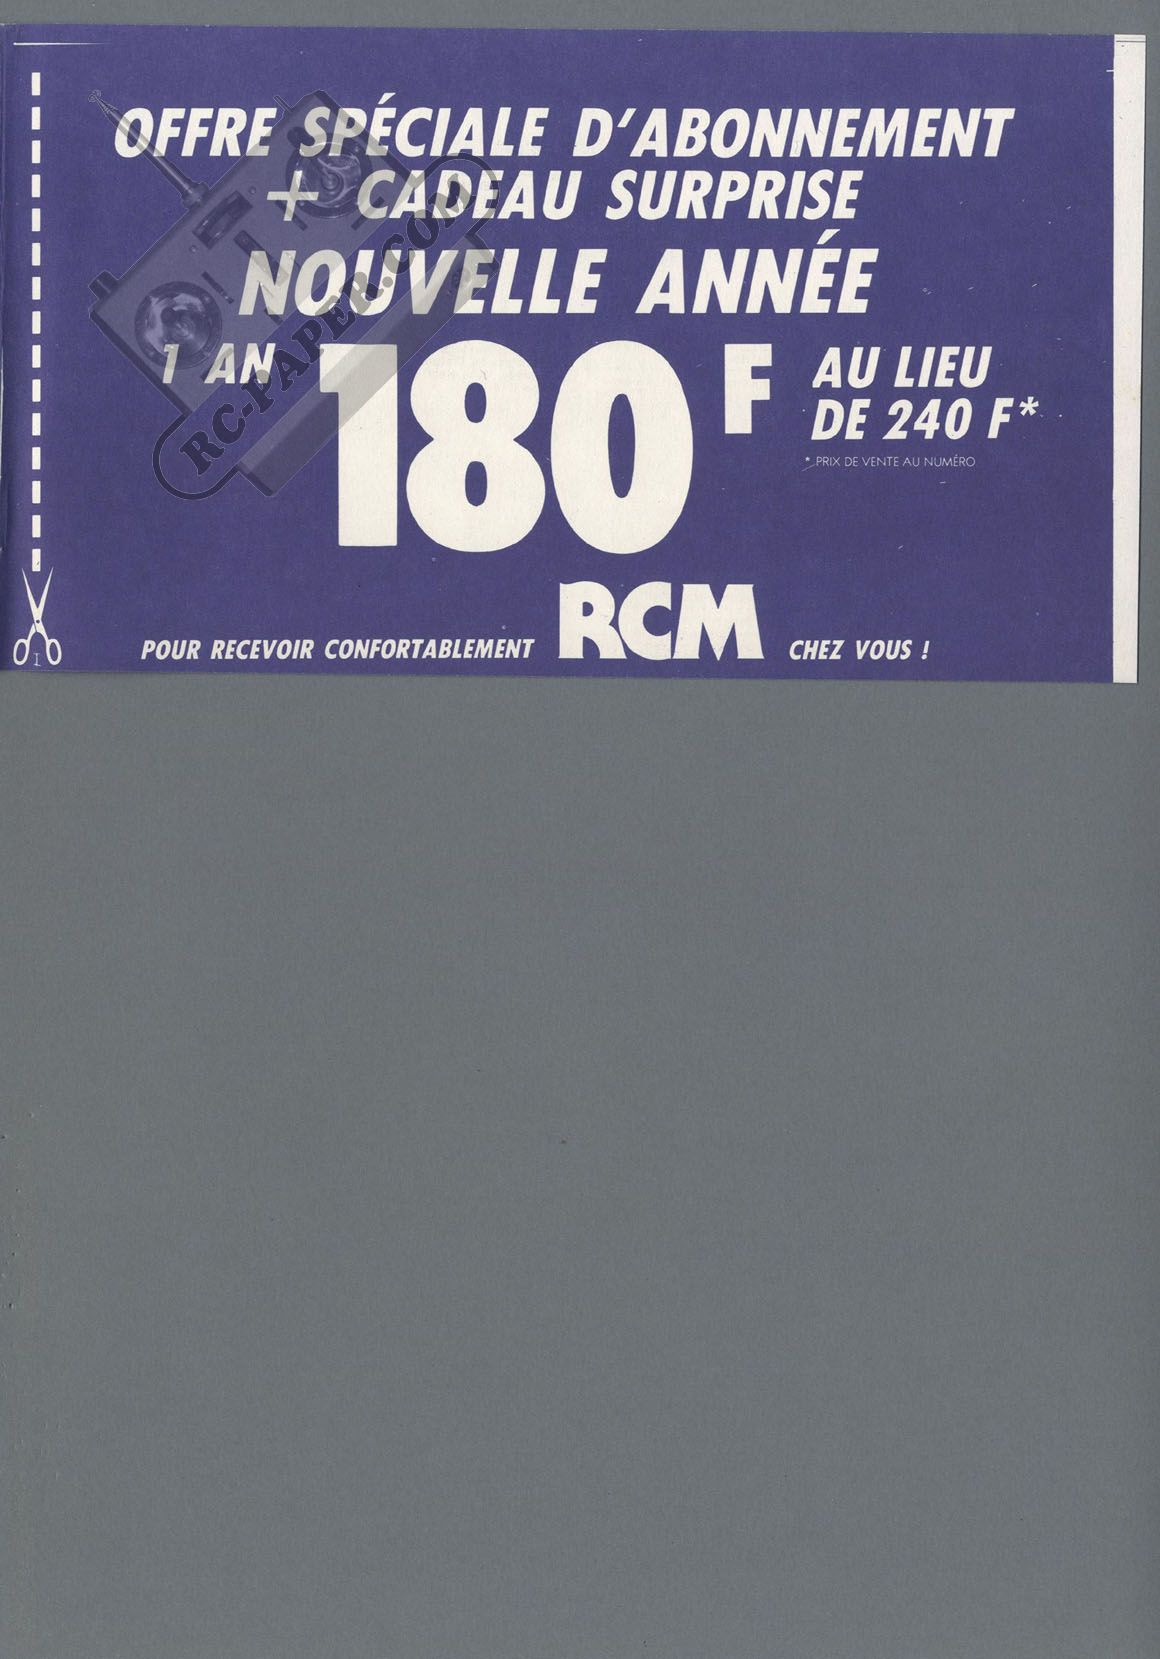 OFFRE SPÉCIALE D'ABONNEMENT
+ CADEAU SURPRISE
NOUVELLE ANNÉE
1 AN 180 F AU LIEU
DE 240 F*
* PRIX DE VENTE AU NUMÉRO
POUR RECEVOIR CONFORTABLEMENT RCM CHEZ VOUS !
RC-PAPER.COM